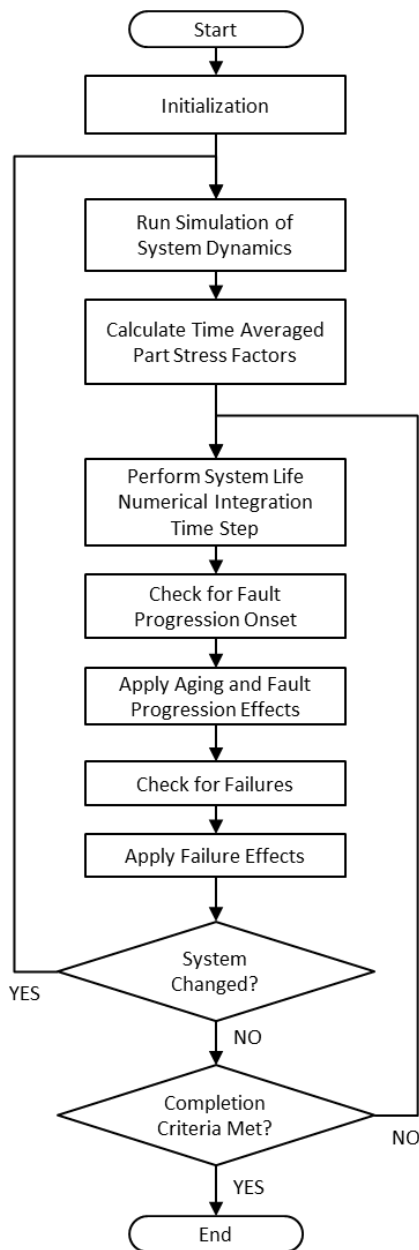 Start
Initialization
Run Simulation of
System Dynamics
Calculate Time Averaged
Part Stress Factors
Perform System Life
Numerical Integration
Time Step
Check for Fault
Progression Onset
Apply Aging and Fault
Progression Effects
Check for Failures
Apply Failure Effects
System
Changed?
YES
NO
Completion
Criteria Met?
NO
YES
End